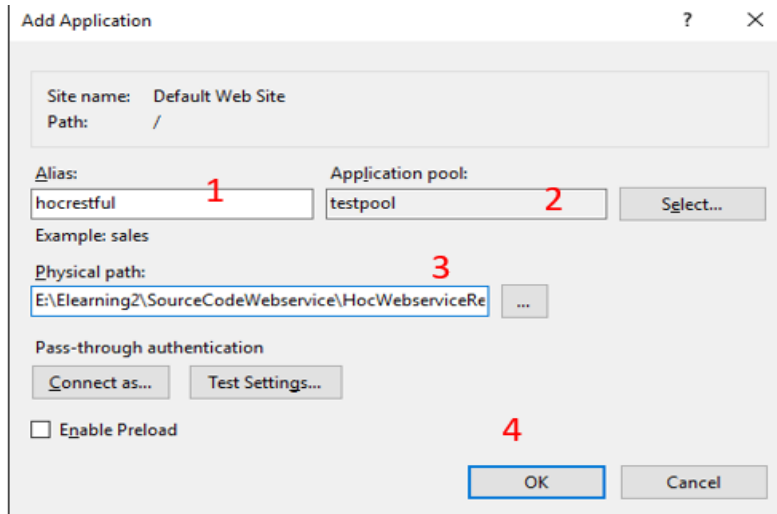 Add Application
? ×
Site name: Default Web Site
Path: /
Alias: Application pool:
1 2
hocrestful testpool Select...
Example: sales
Physical path: 3
E:\Elearning2\SourceCodeWebservice\HocWebserviceRe ...
Pass-through authentication
Connect as... Test Settings...
Enable Preload
4
OK Cancel